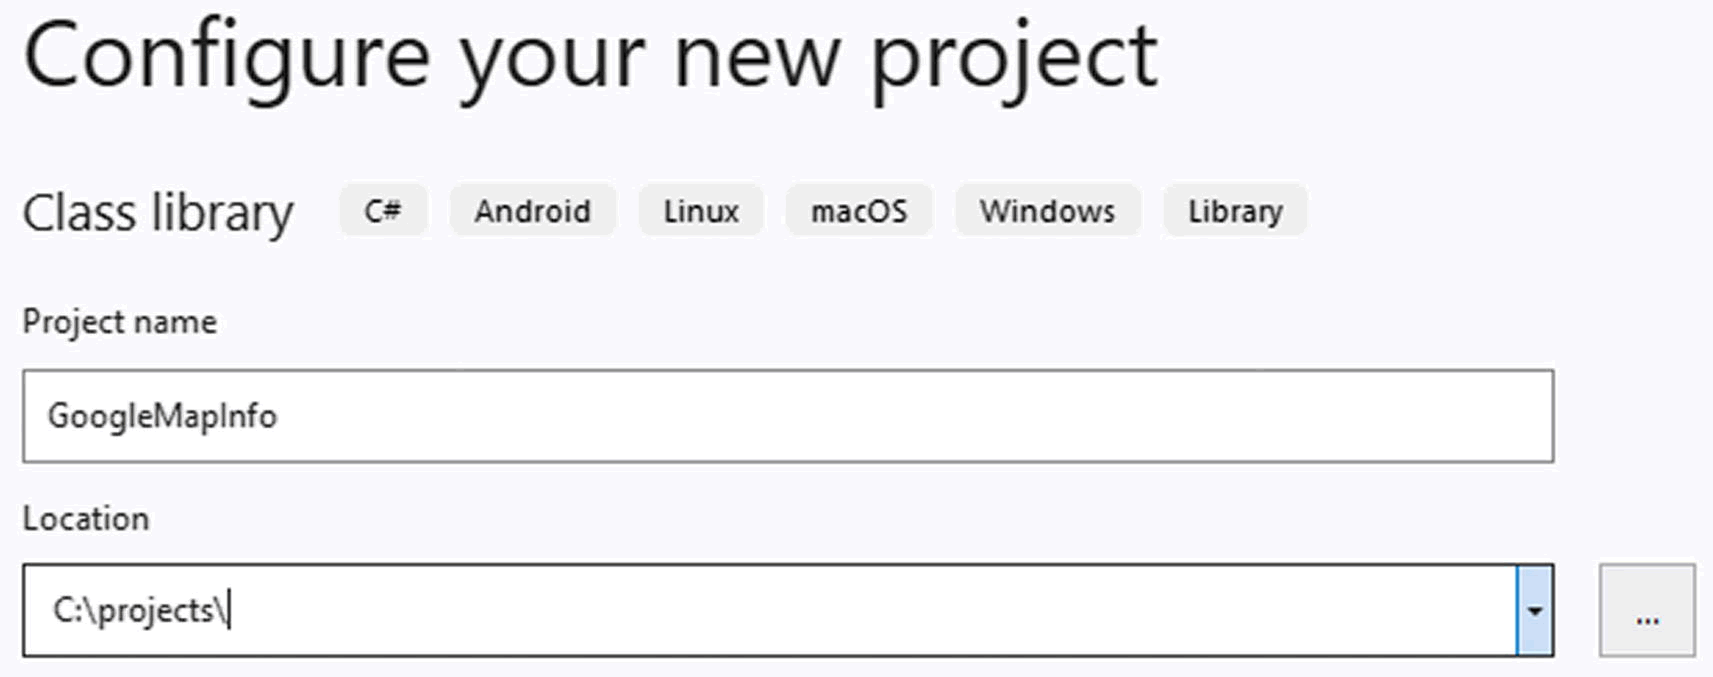 Configure your new project
Class library C# Android Linux macOS Windows Library
Project name
GoogleMapInfo
Location
C:\projects\
...